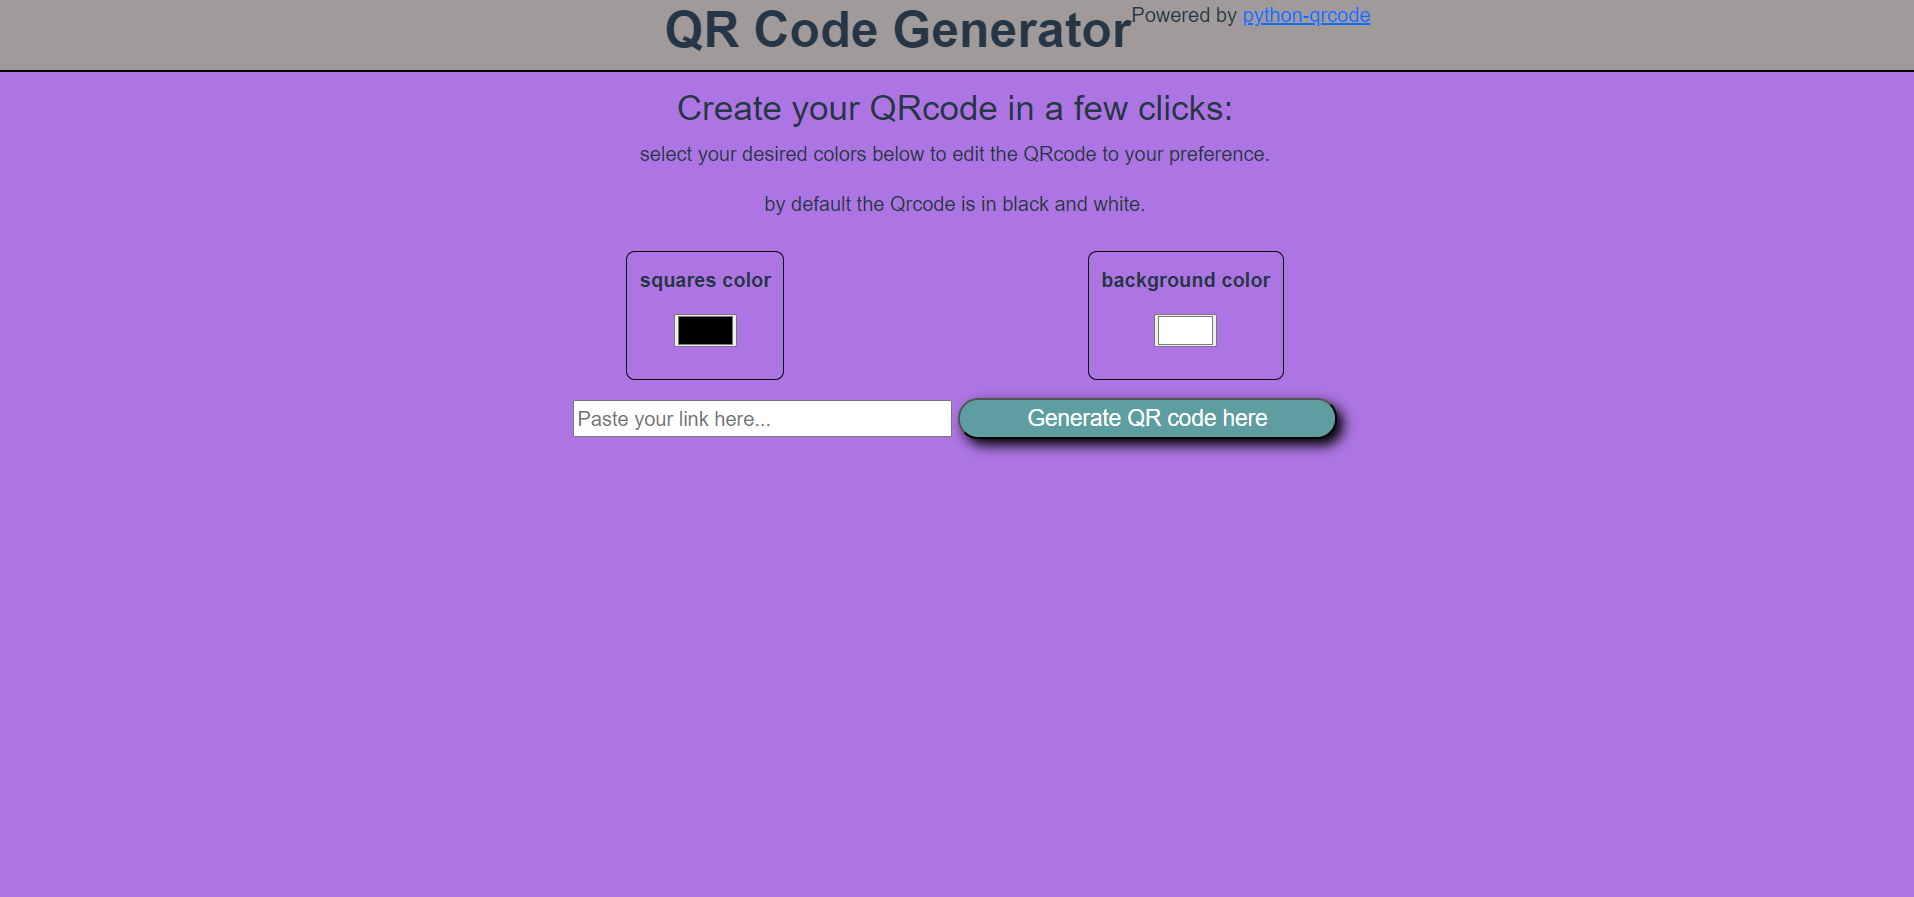 QR Code Generator
Powered by python-qrcode
Create your QRcode in a few clicks:
select your desired colors below to edit the QRcode to your preference.
by default the Qrcode is in black and white.
squares color
background color
Paste your link here...
Generate QR code here